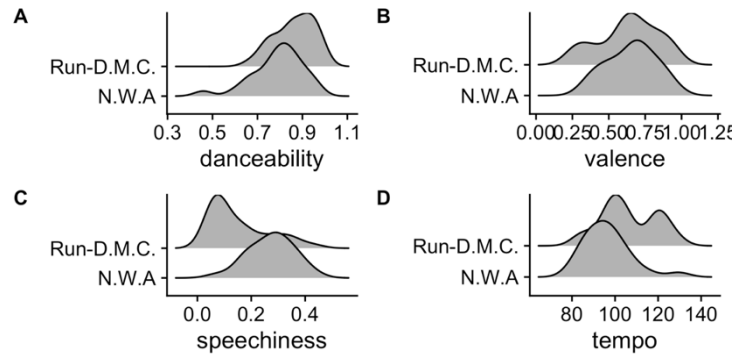 A
Run-D.M.C.
N.W.A
0.3 0.5 0.7 0.9 1.1
danceability
B
Run-D.M.C.
N.W.A
0.00 0.25 0.50 0.75 1.00 1.25
valence
C
Run-D.M.C.
N.W.A
0.0 0.2 0.4
speechiness
D
Run-D.M.C.
N.W.A
80 100 120 140
tempo